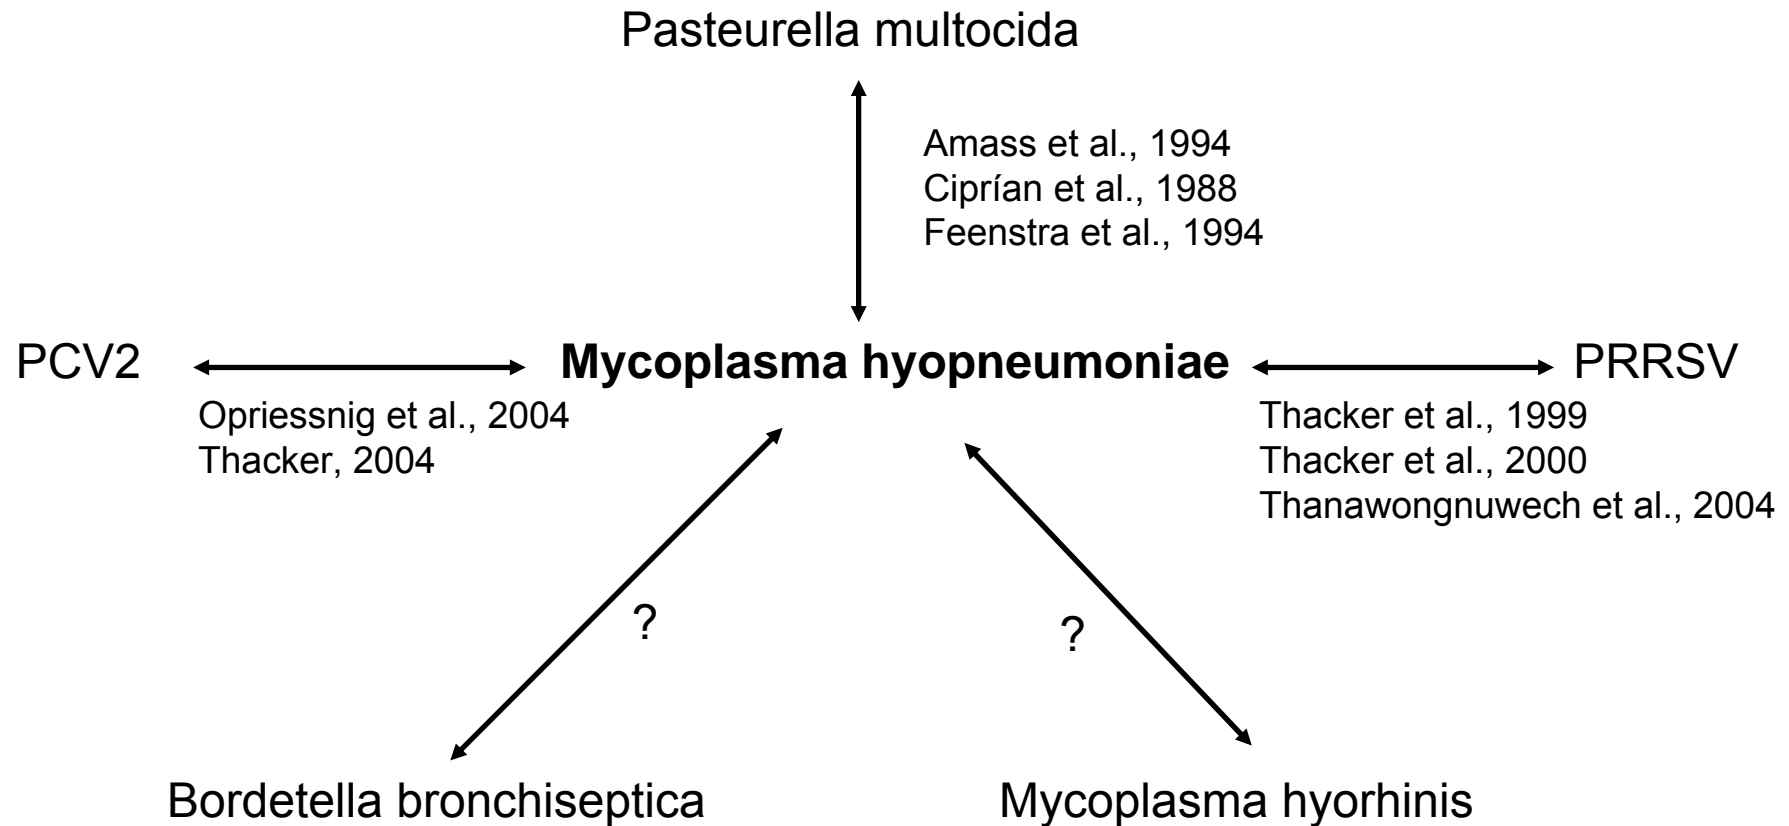 Pasteurella multocida
Amass et al., 1994
Ciprían et al., 1988
Feenstra et al., 1994
PCV2
Mycoplasma hyopneumoniae
PRRSV
Opriessnig et al., 2004
Thacker, 2004
Thacker et al., 1999
Thacker et al., 2000
Thanawongnuwech et al., 2004
?
?
Bordetella bronchiseptica
Mycoplasma hyorhinis